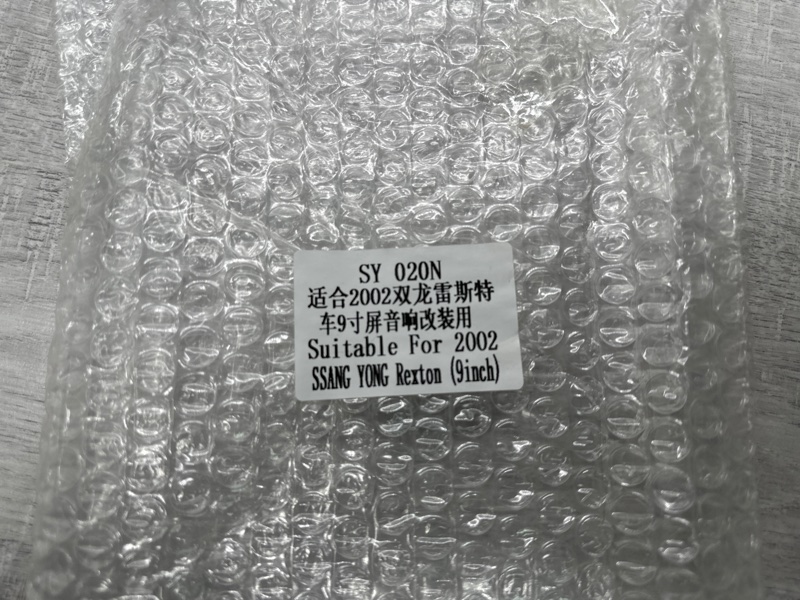 SY 020N
适合2002双龙雷斯特
车9寸屏音响改装用
Suitable For 2002
SSANG YONG Rexton (9inch)